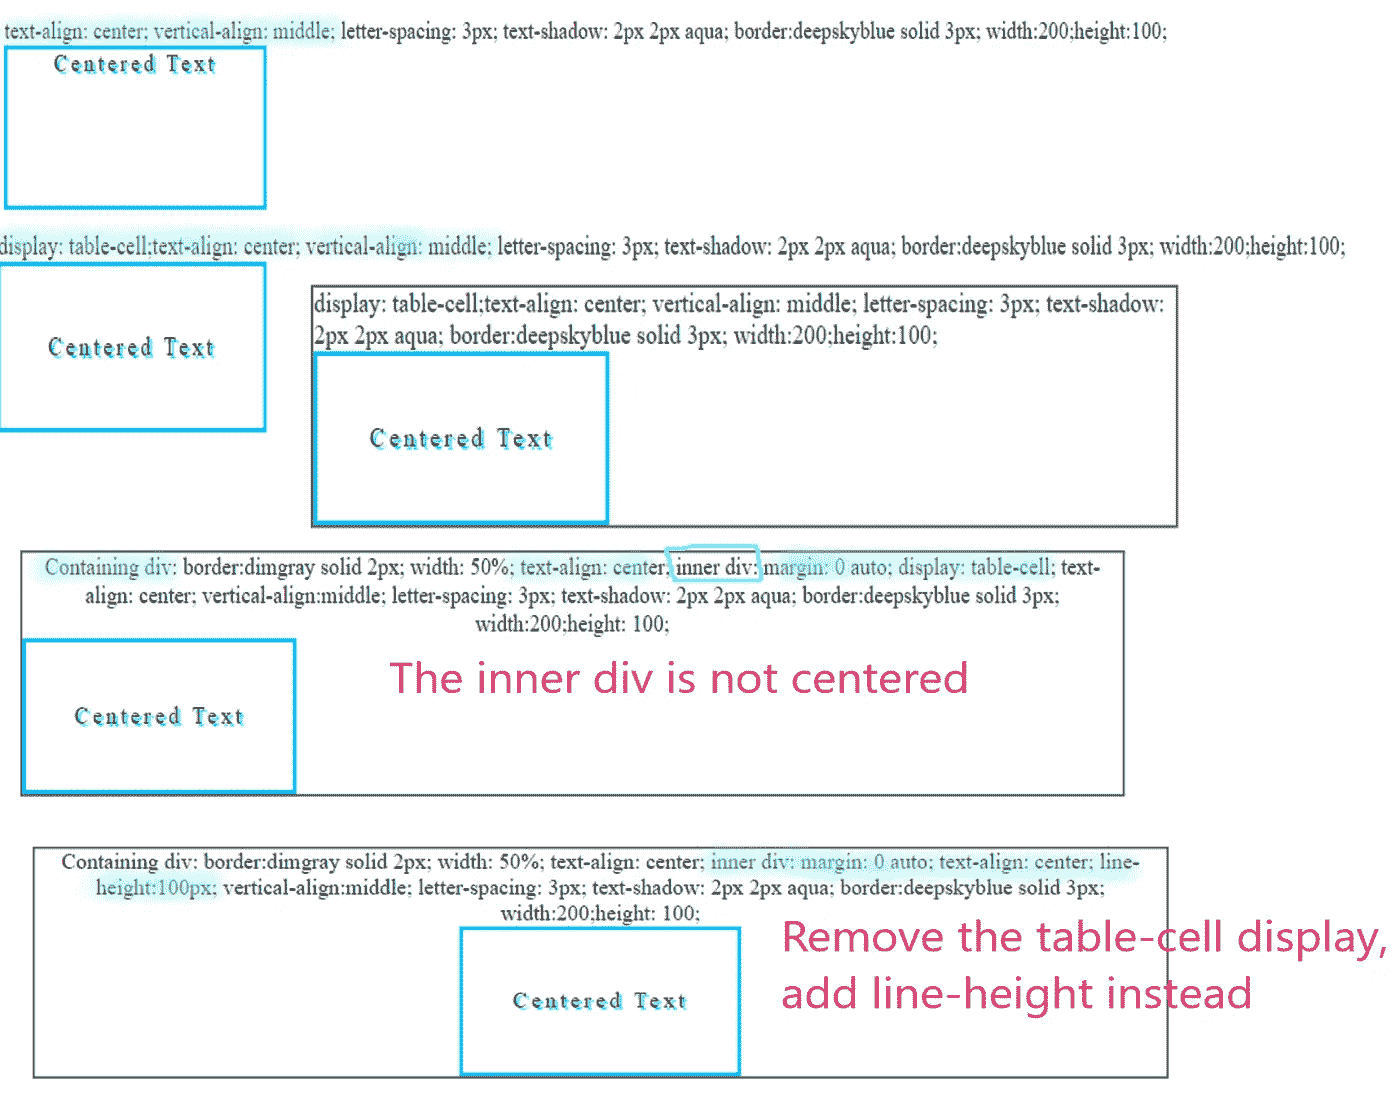 text-align: center; vertical-align: middle; letter-spacing: 3px; text-shadow: 2px 2px aqua; border:deepskyblue solid 3px; width:200;height:100;
Centered Text
display: table-cell;text-align: center; vertical-align: middle; letter-spacing: 3px; text-shadow: 2px 2px aqua; border:deepskyblue solid 3px; width:200;height:100;
Centered Text
display: table-cell;text-align: center; vertical-align: middle; letter-spacing: 3px; text-shadow:
2px 2px aqua; border:deepskyblue solid 3px; width:200;height:100;
Centered Text
Containing div: border:dimgray solid 2px; width: 50%; text-align: center; inner div: margin: 0 auto; display: table-cell; text-
align: center; vertical-align:middle; letter-spacing: 3px; text-shadow: 2px 2px aqua; border:deepskyblue solid 3px;
width:200;height: 100;
The inner div is not centered
Centered Text
Containing div: border:dimgray solid 2px; width: 50%; text-align: center; inner div: margin: 0 auto; text-align: center; line-
height:100px; vertical-align:middle; letter-spacing: 3px; text-shadow: 2px 2px aqua; border:deepskyblue solid 3px;
width:200;height: 100;
Remove the table-cell display,
add line-height instead
Centered Text